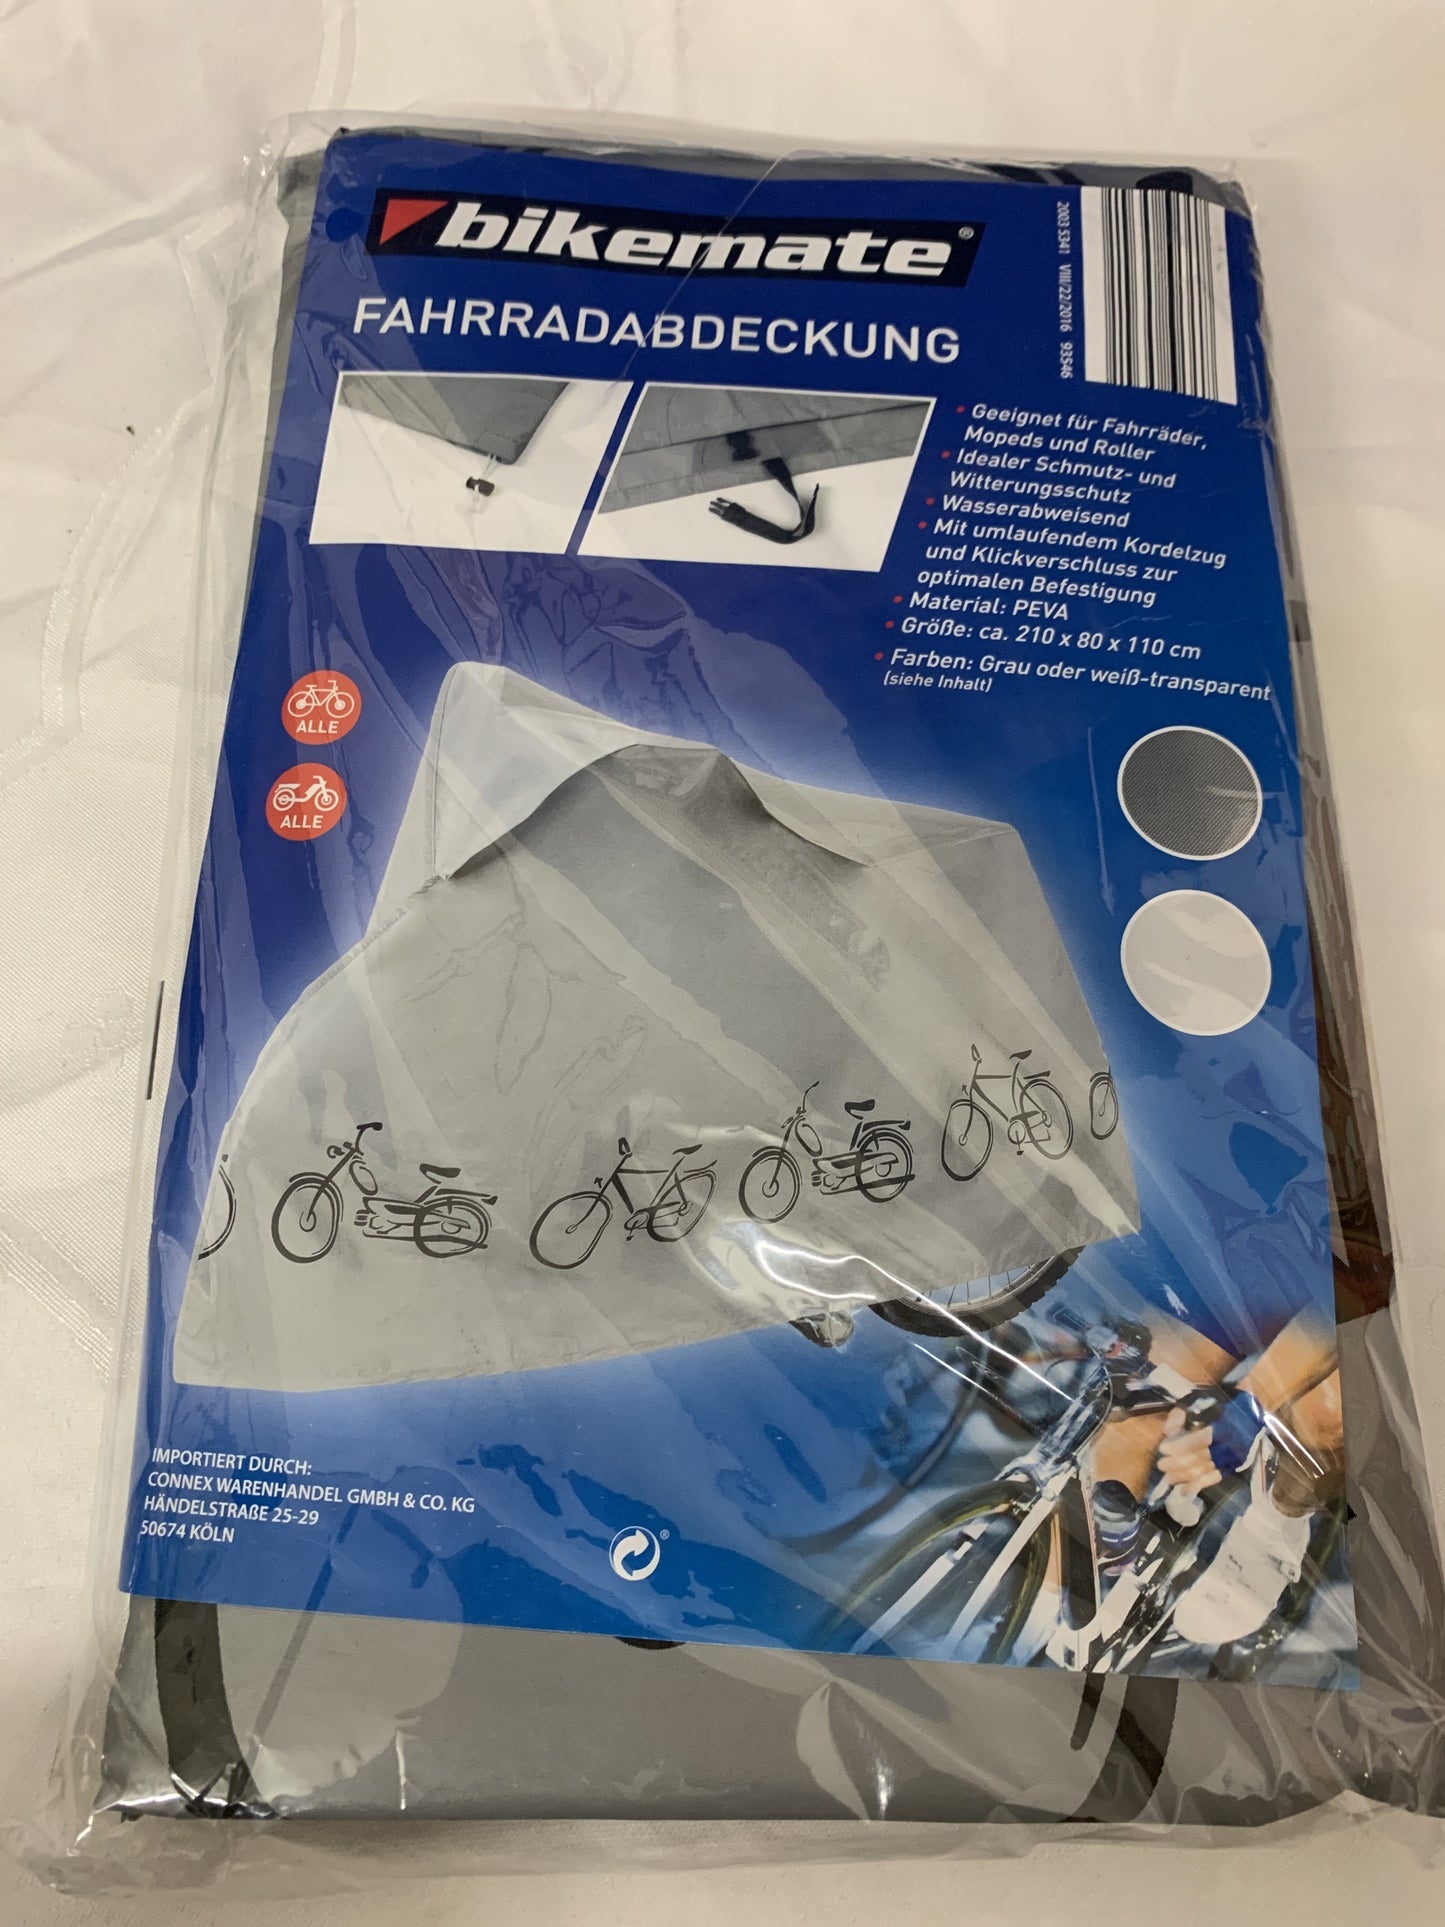 bikemate®
FAHRRADABDECKUNG
2003 5341 VIII/22/2016 93546
• Geeignet für Fahrräder,
Mopeds und Roller
• Idealer Schmutz- und
Witterungsschutz
• Wasserabweisend
• Mit umlaufendem Kordelzug
und Klickverschluss zur
optimalen Befestigung
• Material: PEVA
• Größe: ca. 210 x 80 x 110 cm
• Farben: Grau oder weiß-transparent
(siehe Inhalt)
ALLE
ALLE
IMPORTIERT DURCH:
CONNEX WARENHANDEL GMBH & CO. KG
HÄNDELSTRAßE 25-29
50674 KÖLN
®